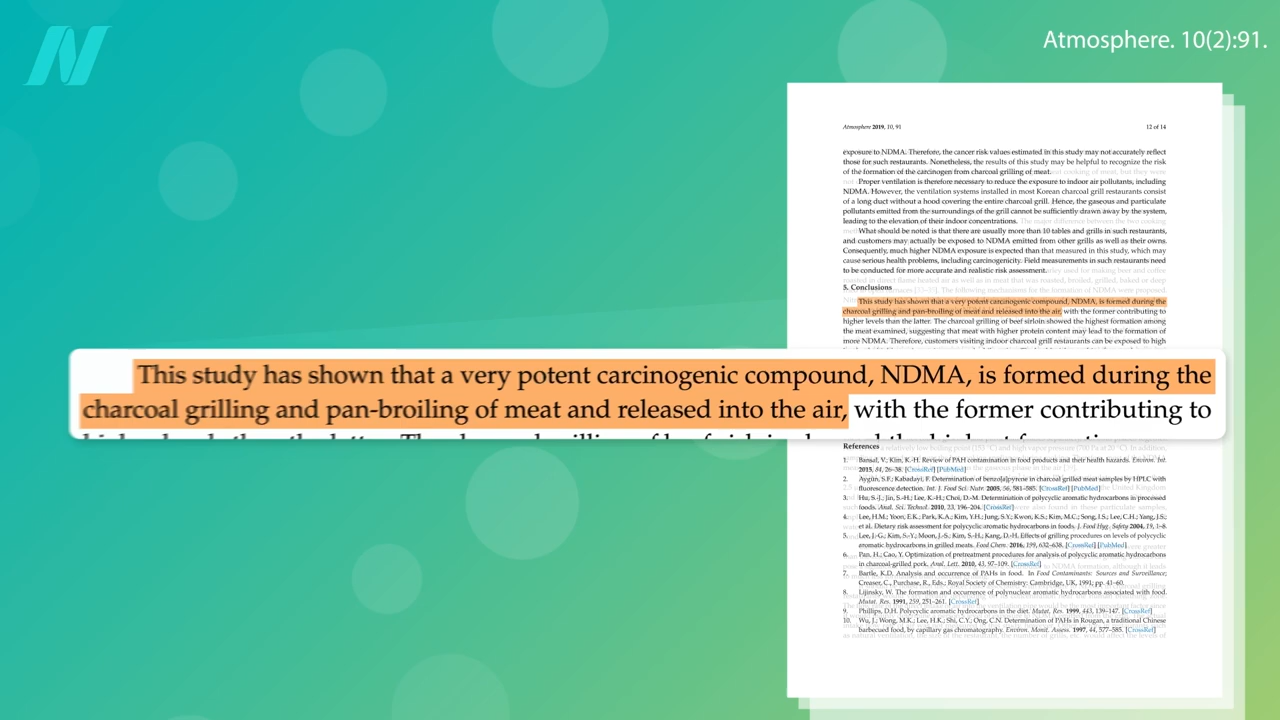 Atmosphere. 10(2):91.
Atmosphere 2019, 10, 91
12 of 14
exposure to NDMA. Therefore, the cancer risk values estimated in this study may not accurately reflect
those for such restaurants. Nonetheless, the results of this study may be helpful to recognize the risk
of the formation of the carcinogen from charcoal grilling of meat.
Proper ventilation is therefore necessary to reduce the exposure to indoor air pollutants, including
NDMA. However, the ventilation systems installed in most Korean charcoal grill restaurants consist
of a long duct without a hood covering the entire charcoal grill. Hence, the gaseous and particulate
pollutants emitted from the surroundings of the grill cannot be sufficiently drawn away by the system,
leading to the elevation of their indoor concentrations.
What should be noted is that there are usually more than 10 tables and grills in such restaurants,
and customers may actually be exposed to NDMA emitted from other grills as well as their owns.
Consequently, much higher NDMA exposure is expected than that measured in this study, which may
cause serious health problems, including carcinogenicity. Field measurements in such restaurants need
to be conducted for more accurate and realistic risk assessment.
5. Conclusions
This study has shown that a very potent carcinogenic compound, NDMA, is formed during the
charcoal grilling and pan-broiling of meat and released into the air, with the former contributing to
higher levels than the latter. The charcoal grilling of beef sirloin showed the highest formation among
the meat examined, suggesting that meat with higher protein content may lead to the formation of
more NDMA. Therefore, customers visiting indoor charcoal grill restaurants can be exposed to high
This study has shown that a very potent carcinogenic compound, NDMA, is formed during the
charcoal grilling and pan-broiling of meat and released into the air, with the former contributing to
References
1. Bansal, V.; Kim, K.-H. Review of PAH contamination in food products and their health hazards. Environ. Int.
2015, 84, 26–38. [CrossRef] [PubMed]
2. Aygün, S.F.; Kabadayi, F. Determination of benzo[a]pyrene in charcoal grilled meat samples by HPLC with
fluorescence detection. Int. J. Food Sci. Nutr. 2005, 56, 581–585. [CrossRef] [PubMed]
3. Hu, S.-J.; Jin, S.-H.; Lee, K.-H.; Choi, D.-M. Determination of polycyclic aromatic hydrocarbons in processed
foods. Anal. Sci. Technol. 2010, 23, 196–204. [CrossRef]
4. Lee, H.M.; Yoon, E.K.; Park, K.A.; Kim, Y.H.; Jung, S.Y.; Kwon, K.S.; Kim, M.C.; Song, I.S.; Lee, C.H.; Yang, J.S.;
et al. Dietary risk assessment for polycyclic aromatic hydrocarbons in foods. J. Food Hyg. Safety 2004, 19, 1–8.
5. Lee, J.-G.; Kim, S.-Y.; Moon, J.-S.; Kim, S.-H.; Kang, D.-H. Effects of grilling procedures on levels of polycyclic
aromatic hydrocarbons in grilled meats. Food Chem. 2016, 199, 632–638. [CrossRef] [PubMed]
6. Pan, H.; Cao, Y. Optimization of pretreatment procedures for analysis of polycyclic aromatic hydrocarbons
in charcoal-grilled pork. Anal. Lett. 2010, 43, 97–109. [CrossRef]
7. Bartle, K.D. Analysis and occurrence of PAHs in food. In Food Contaminants: Sources and Surveillance;
Creaser, C., Purchase, R., Eds.; Royal Society of Chemistry: Cambridge, UK, 1991; pp. 41–60.
8. Lijinsky, W. The formation and occurrence of polynuclear aromatic hydrocarbons associated with food.
Mutat. Res. 1991, 259, 251–261. [CrossRef]
9. Phillips, D.H. Polycyclic aromatic hydrocarbons in the diet. Mutat. Res. 1999, 443, 139–147. [CrossRef]
10. Wu, J.; Wong, M.K.; Lee, H.K.; Shi, C.Y.; Ong, C.N. Determination of PAHs in Rougan, a traditional Chinese
barbecued food, by capillary gas chromatography. Environ. Monit. Assess. 1997, 44, 577–585. [CrossRef]